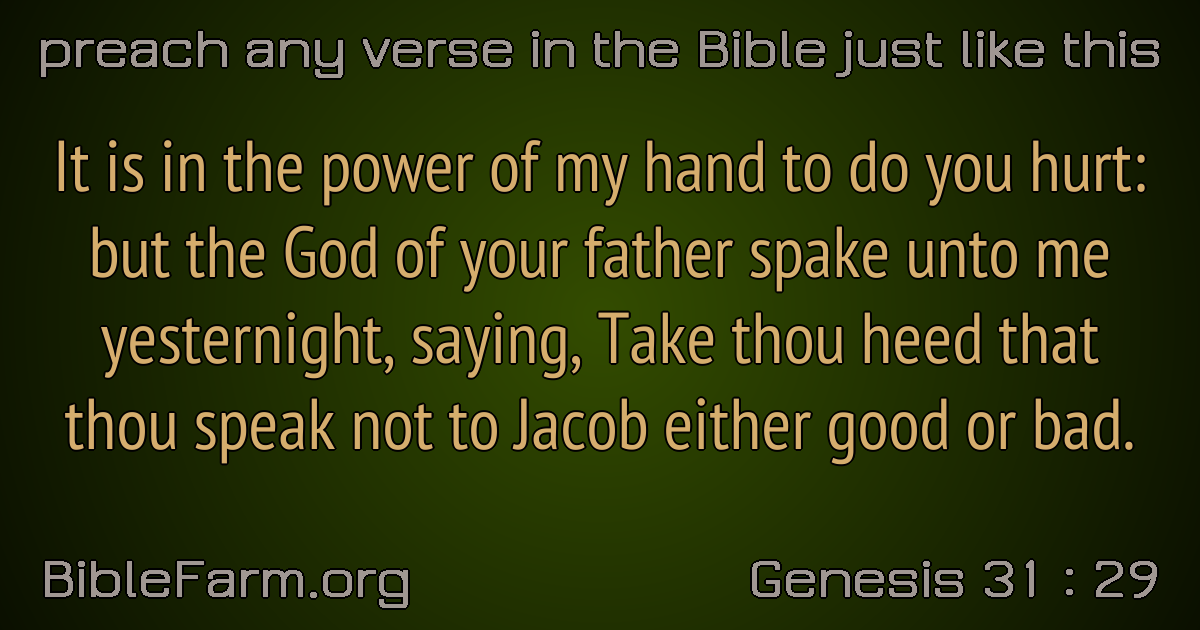 preach any verse in the Bible just like this
It is in the power of my hand to do you hurt:
but the God of your father spake unto me
yesternight, saying, Take thou heed that
thou speak not to Jacob either good or bad.
BibleFarm.org
Genesis 31 : 29